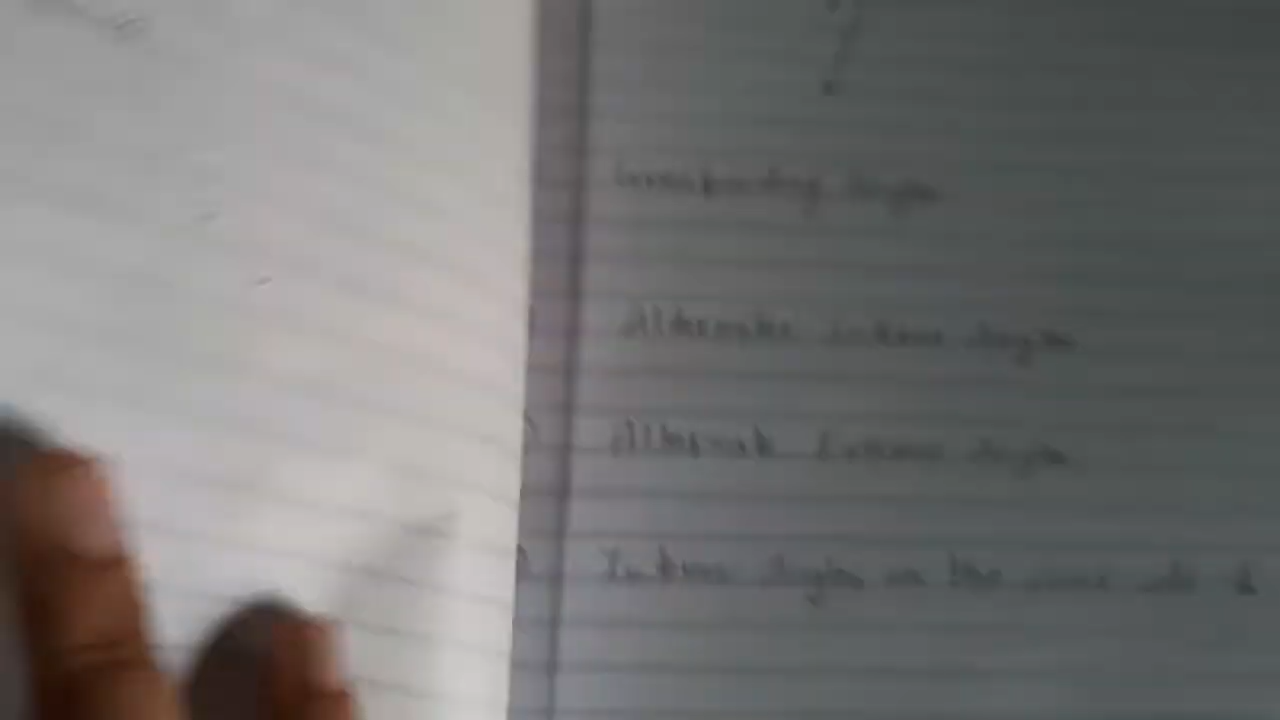 Corresponding Angles
Alternate Interior Angles
Alternate Exterior Angles
Interior Angles on the same side